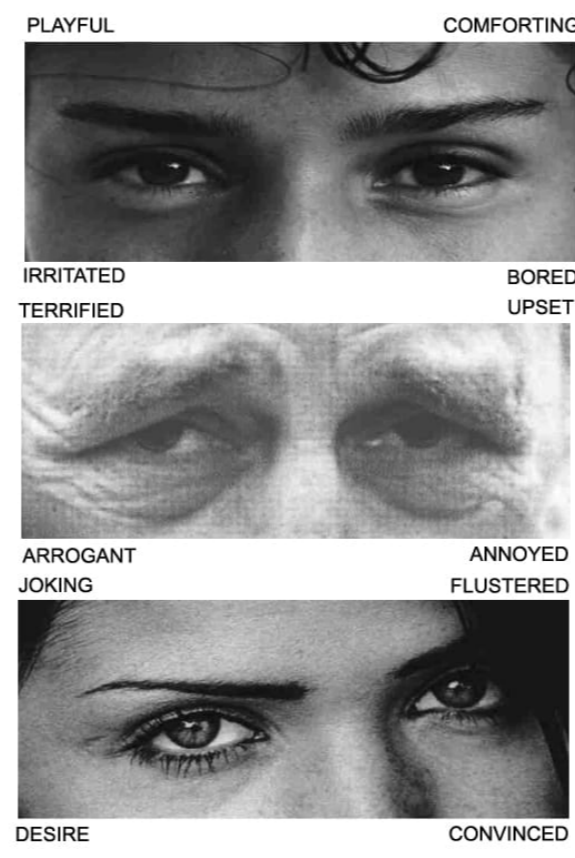 PLAYFUL COMFORTING
IRRITATED BORED
TERRIFIED UPSET
ARROGANT ANNOYED
JOKING FLUSTERED
DESIRE CONVINCED